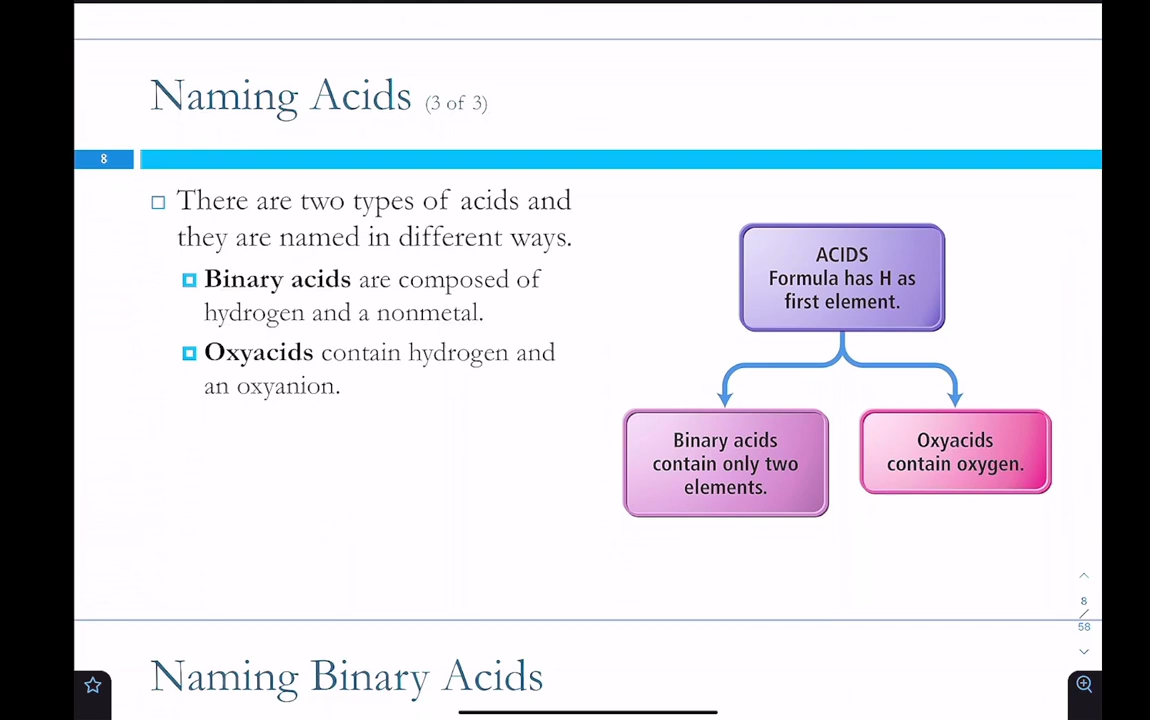 Naming Acids (3 of 3)
8
There are two types of acids and
they are named in different ways.
Binary acids are composed of
hydrogen and a nonmetal.
Oxyacids contain hydrogen and
an oxyanion.
ACIDS
Formula has H as
first element.
Binary acids
contain only two
elements.
Oxyacids
contain oxygen.
8
/
58
Naming Binary Acids